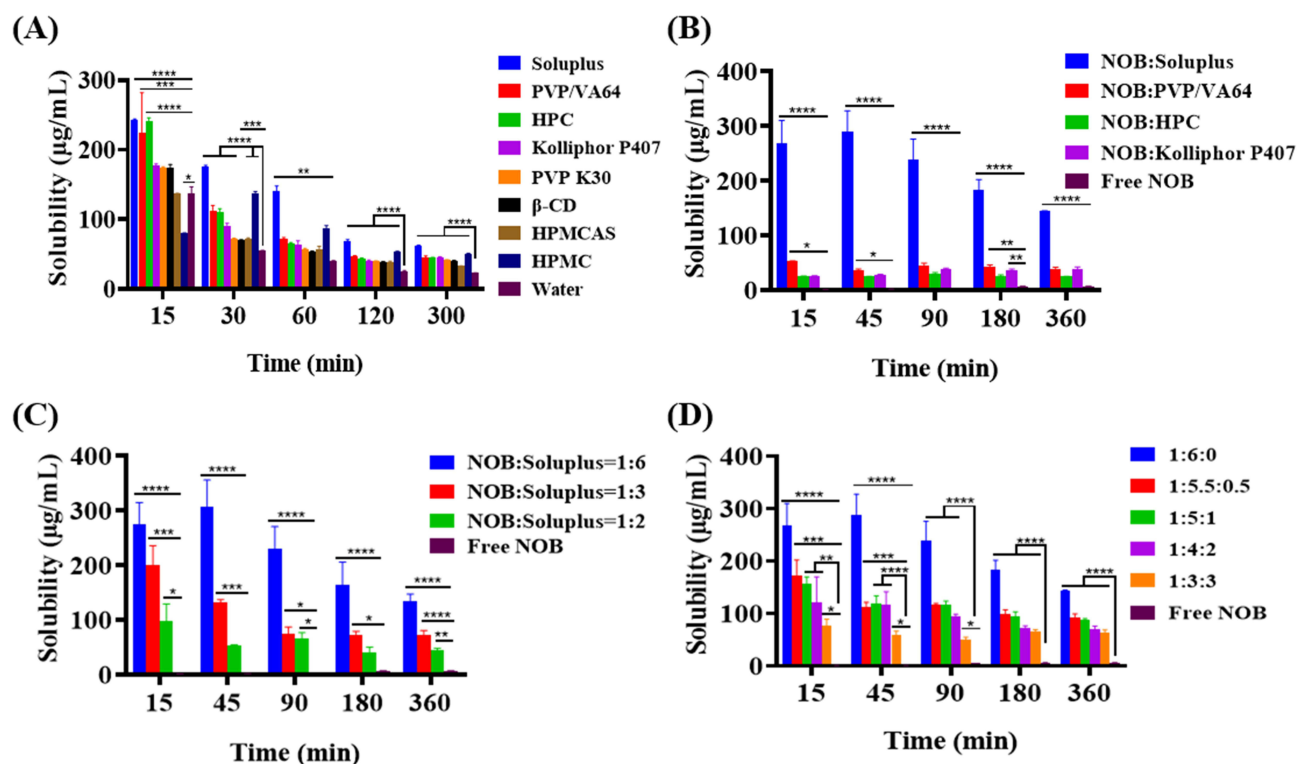 (A)
Solubility (µg/mL)
300
200
100
0
****
***
****
*
***
****
**
****
****
15 30 60 120 300
Time (min)
Soluplus
PVP/VA64
HPC
Kolliphor P407
PVP K30
β-CD
HPMCAS
HPMC
Water
(B)
Solubility (µg/mL)
400
300
200
100
0
****
*
****
*
****
****
**
**
****
15 45 90 180 360
Time (min)
NOB:Soluplus
NOB:PVP/VA64
NOB:HPC
NOB:Kolliphor P407
Free NOB
(C)
Solubility (µg/mL)
400
300
200
100
0
****
***
*
****
***
****
*
*
****
*
****
****
**
15 45 90 180 360
Time (min)
NOB:Soluplus=1:6
NOB:Soluplus=1:3
NOB:Soluplus=1:2
Free NOB
(D)
Solubility (µg/mL)
400
300
200
100
0
****
***
**
*
****
***
****
*
****
*
****
****
15 45 90 180 360
Time (min)
1:6:0
1:5.5:0.5
1:5:1
1:4:2
1:3:3
Free NOB